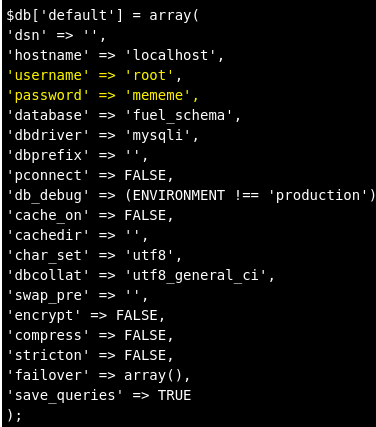 $db['default'] = array(
'dsn' => '',
'hostname' => 'localhost',
'username' => 'root',
'password' => 'mememe',
'database' => 'fuel_schema',
'dbdriver' => 'mysqli',
'dbprefix' => '',
'pconnect' => FALSE,
'db_debug' => (ENVIRONMENT !== 'production')
'cache_on' => FALSE,
'cachedir' => '',
'char_set' => 'utf8',
'dbcollat' => 'utf8_general_ci',
'swap_pre' => '',
'encrypt' => FALSE,
'compress' => FALSE,
'stricton' => FALSE,
'failover' => array(),
'save_queries' => TRUE
);